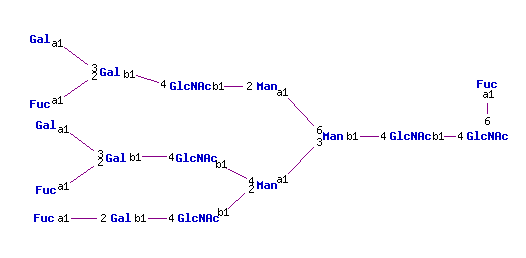 Gal a1
3 Gal b1
2
4 GlcNAc b1 2 Man a1
Fuc
a1
Fuc a1
Gal a1
6 Man b1 4 GlcNAc b1 4 GlcNAc
3
6
3 Gal b1 4 GlcNAc b1
2
4 Man a1
2
Fuc a1
Fuc a1 2 Gal b1 4 GlcNAc b1